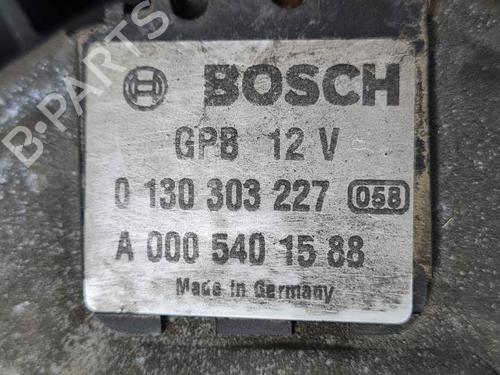 BOSCH
GPB 12 V
0 130 303 227 058
A 000 540 15 88
Made in Germany
B-PARTS